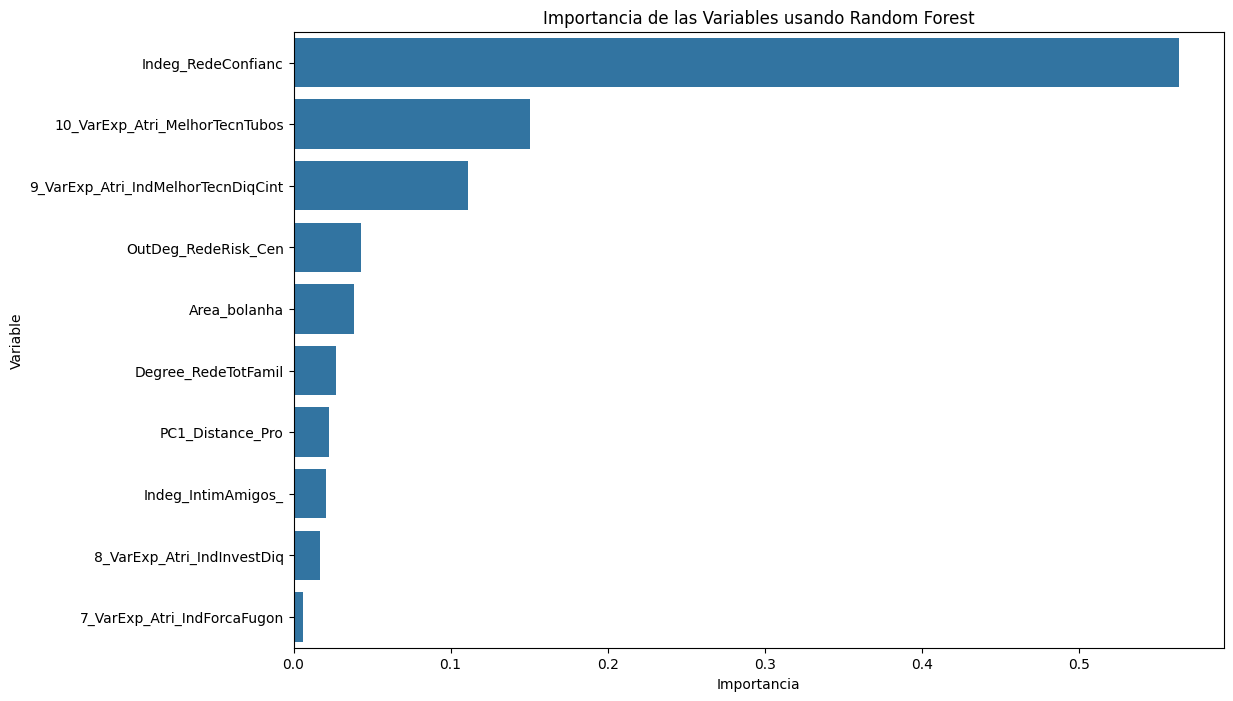 Importancia de las Variables usando Random Forest
Variable
Indeg_RedeConfianc
10_VarExp_Atri_MelhorTecnTubos
9_VarExp_Atri_IndMelhorTecnDiqCint
OutDeg_RedeRisk_Cen
Area_bolanha
Degree_RedeTotFamil
PC1_Distance_Pro
Indeg_IntimAmigos_
8_VarExp_Atri_IndInvestDiq
7_VarExp_Atri_IndForcaFugon
0.0 0.1 0.2 0.3 0.4 0.5
Importancia